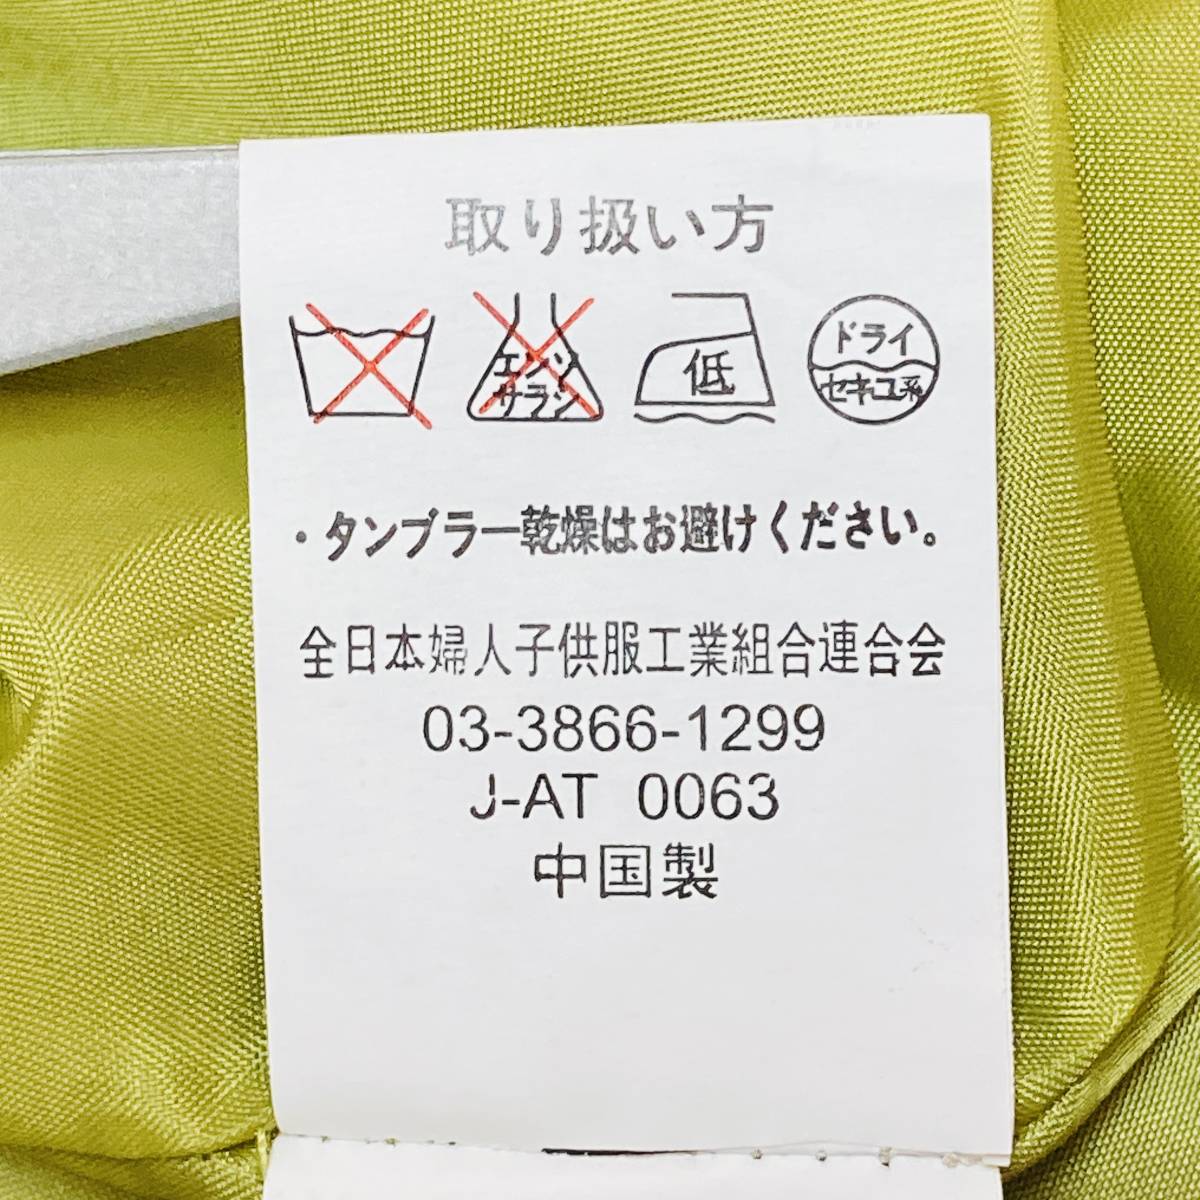 取り扱い方
エンソ
サラシ
低
ドライ
セキユ系
・タンブラー乾燥はお避けください。
全日本婦人子供服工業組合連合会
03-3866-1299
J-AT 0063
中国製